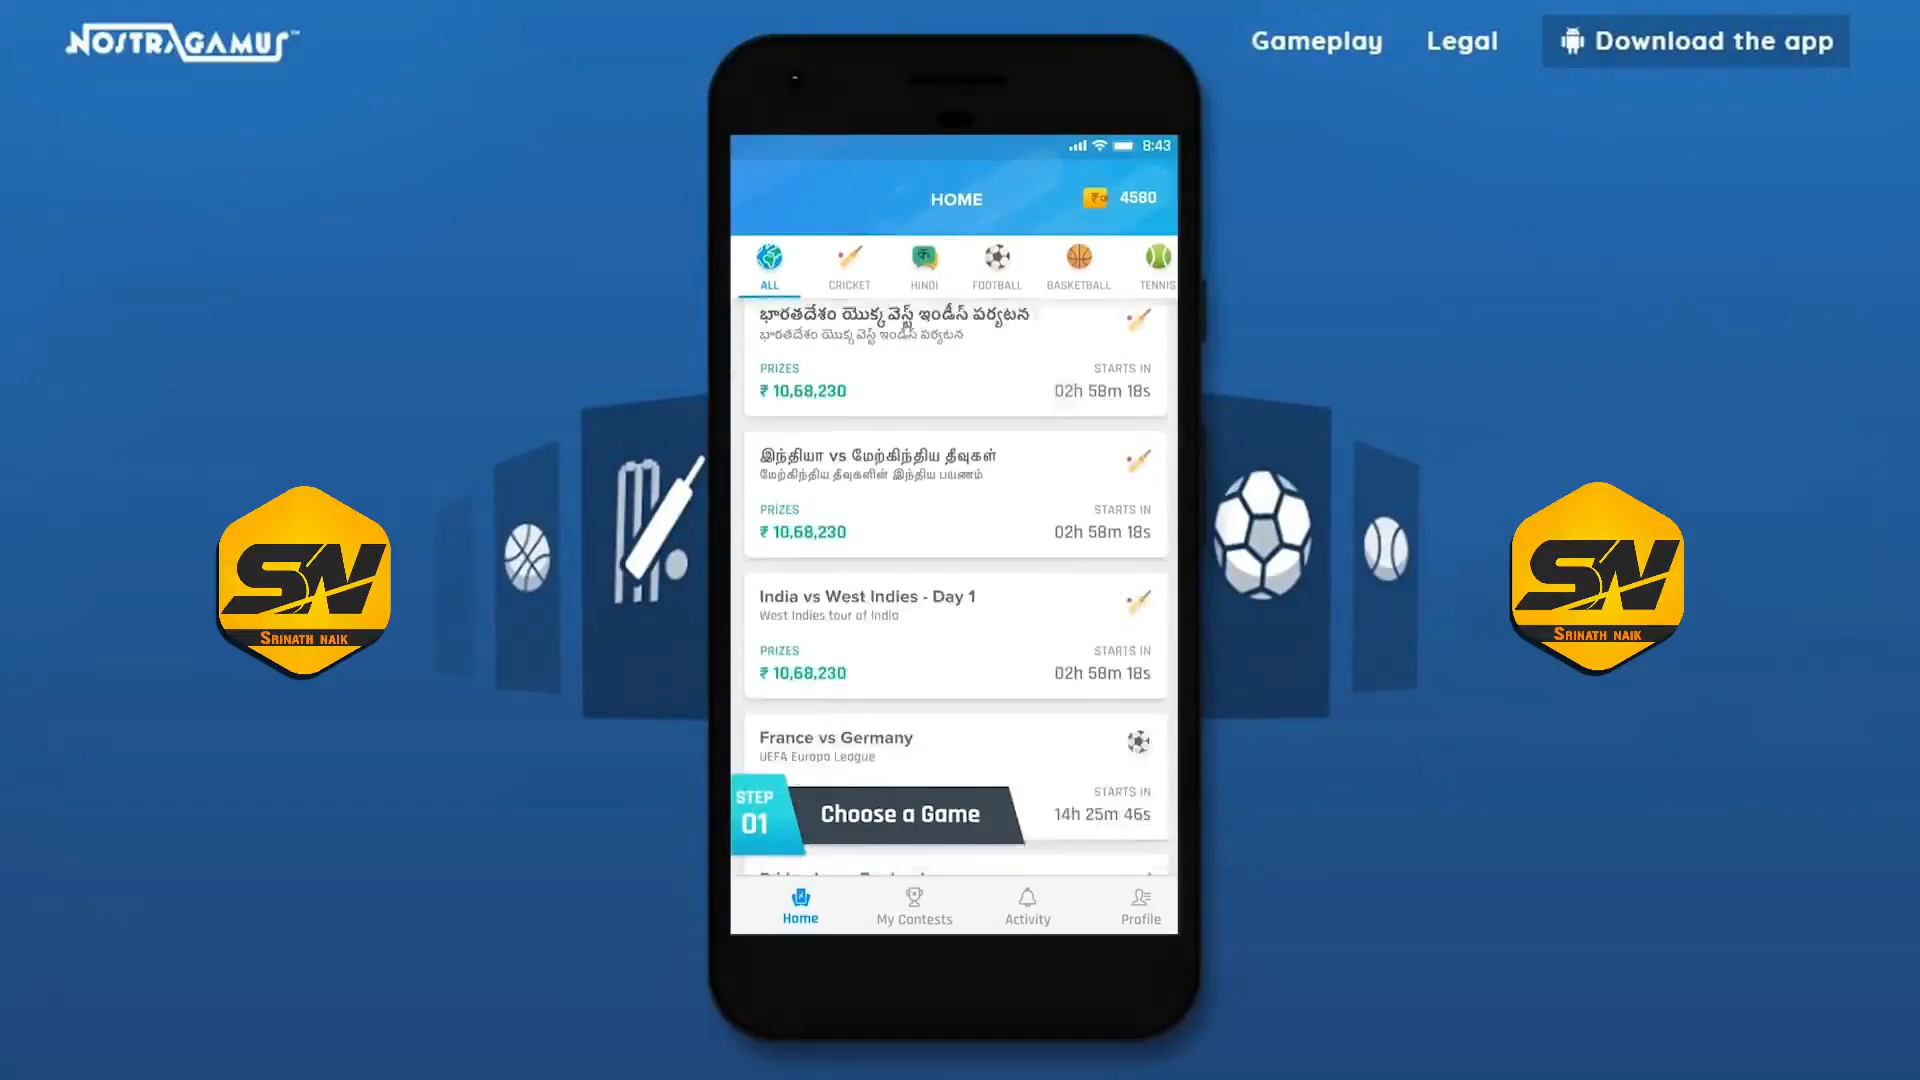 NOSTRAGAMUS™
Gameplay
Legal
Download the app
8:43
HOME
4580
ALL
CRICKET
HINDI
FOOTBALL
BASKETBALL
TENNIS
భారతదేశం యొక్క వెస్ట్ ఇండీస్ పర్యటన
భారతదేశం యొక్క వెస్ట్ ఇండీస్ పర్యటన
PRIZES
STARTS IN
₹ 10,68,230
02h 58m 18s
இந்தியா vs மேற்கிந்திய தீவுகள்
மேற்கிந்திய தீவுகளின் இந்திய பயணம்
PRIZES
STARTS IN
₹ 10,68,230
02h 58m 18s
India vs West Indies - Day 1
West Indies tour of India
PRIZES
STARTS IN
₹ 10,68,230
02h 58m 18s
France vs Germany
UEFA Europa League
STARTS IN
14h 25m 46s
STEP
01
Choose a Game
Home
My Contests
Activity
Profile
SN
SRINATH NAIK
SN
SRINATH NAIK